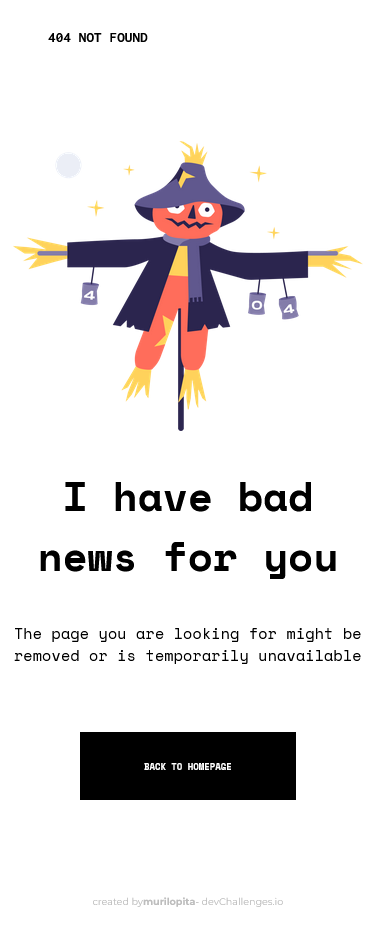 404 NOT FOUND
4
0
4
I have bad
news for you
The page you are looking for might be
removed or is temporarily unavailable
BACK TO HOMEPAGE
created by murilopita - devChallenges.io